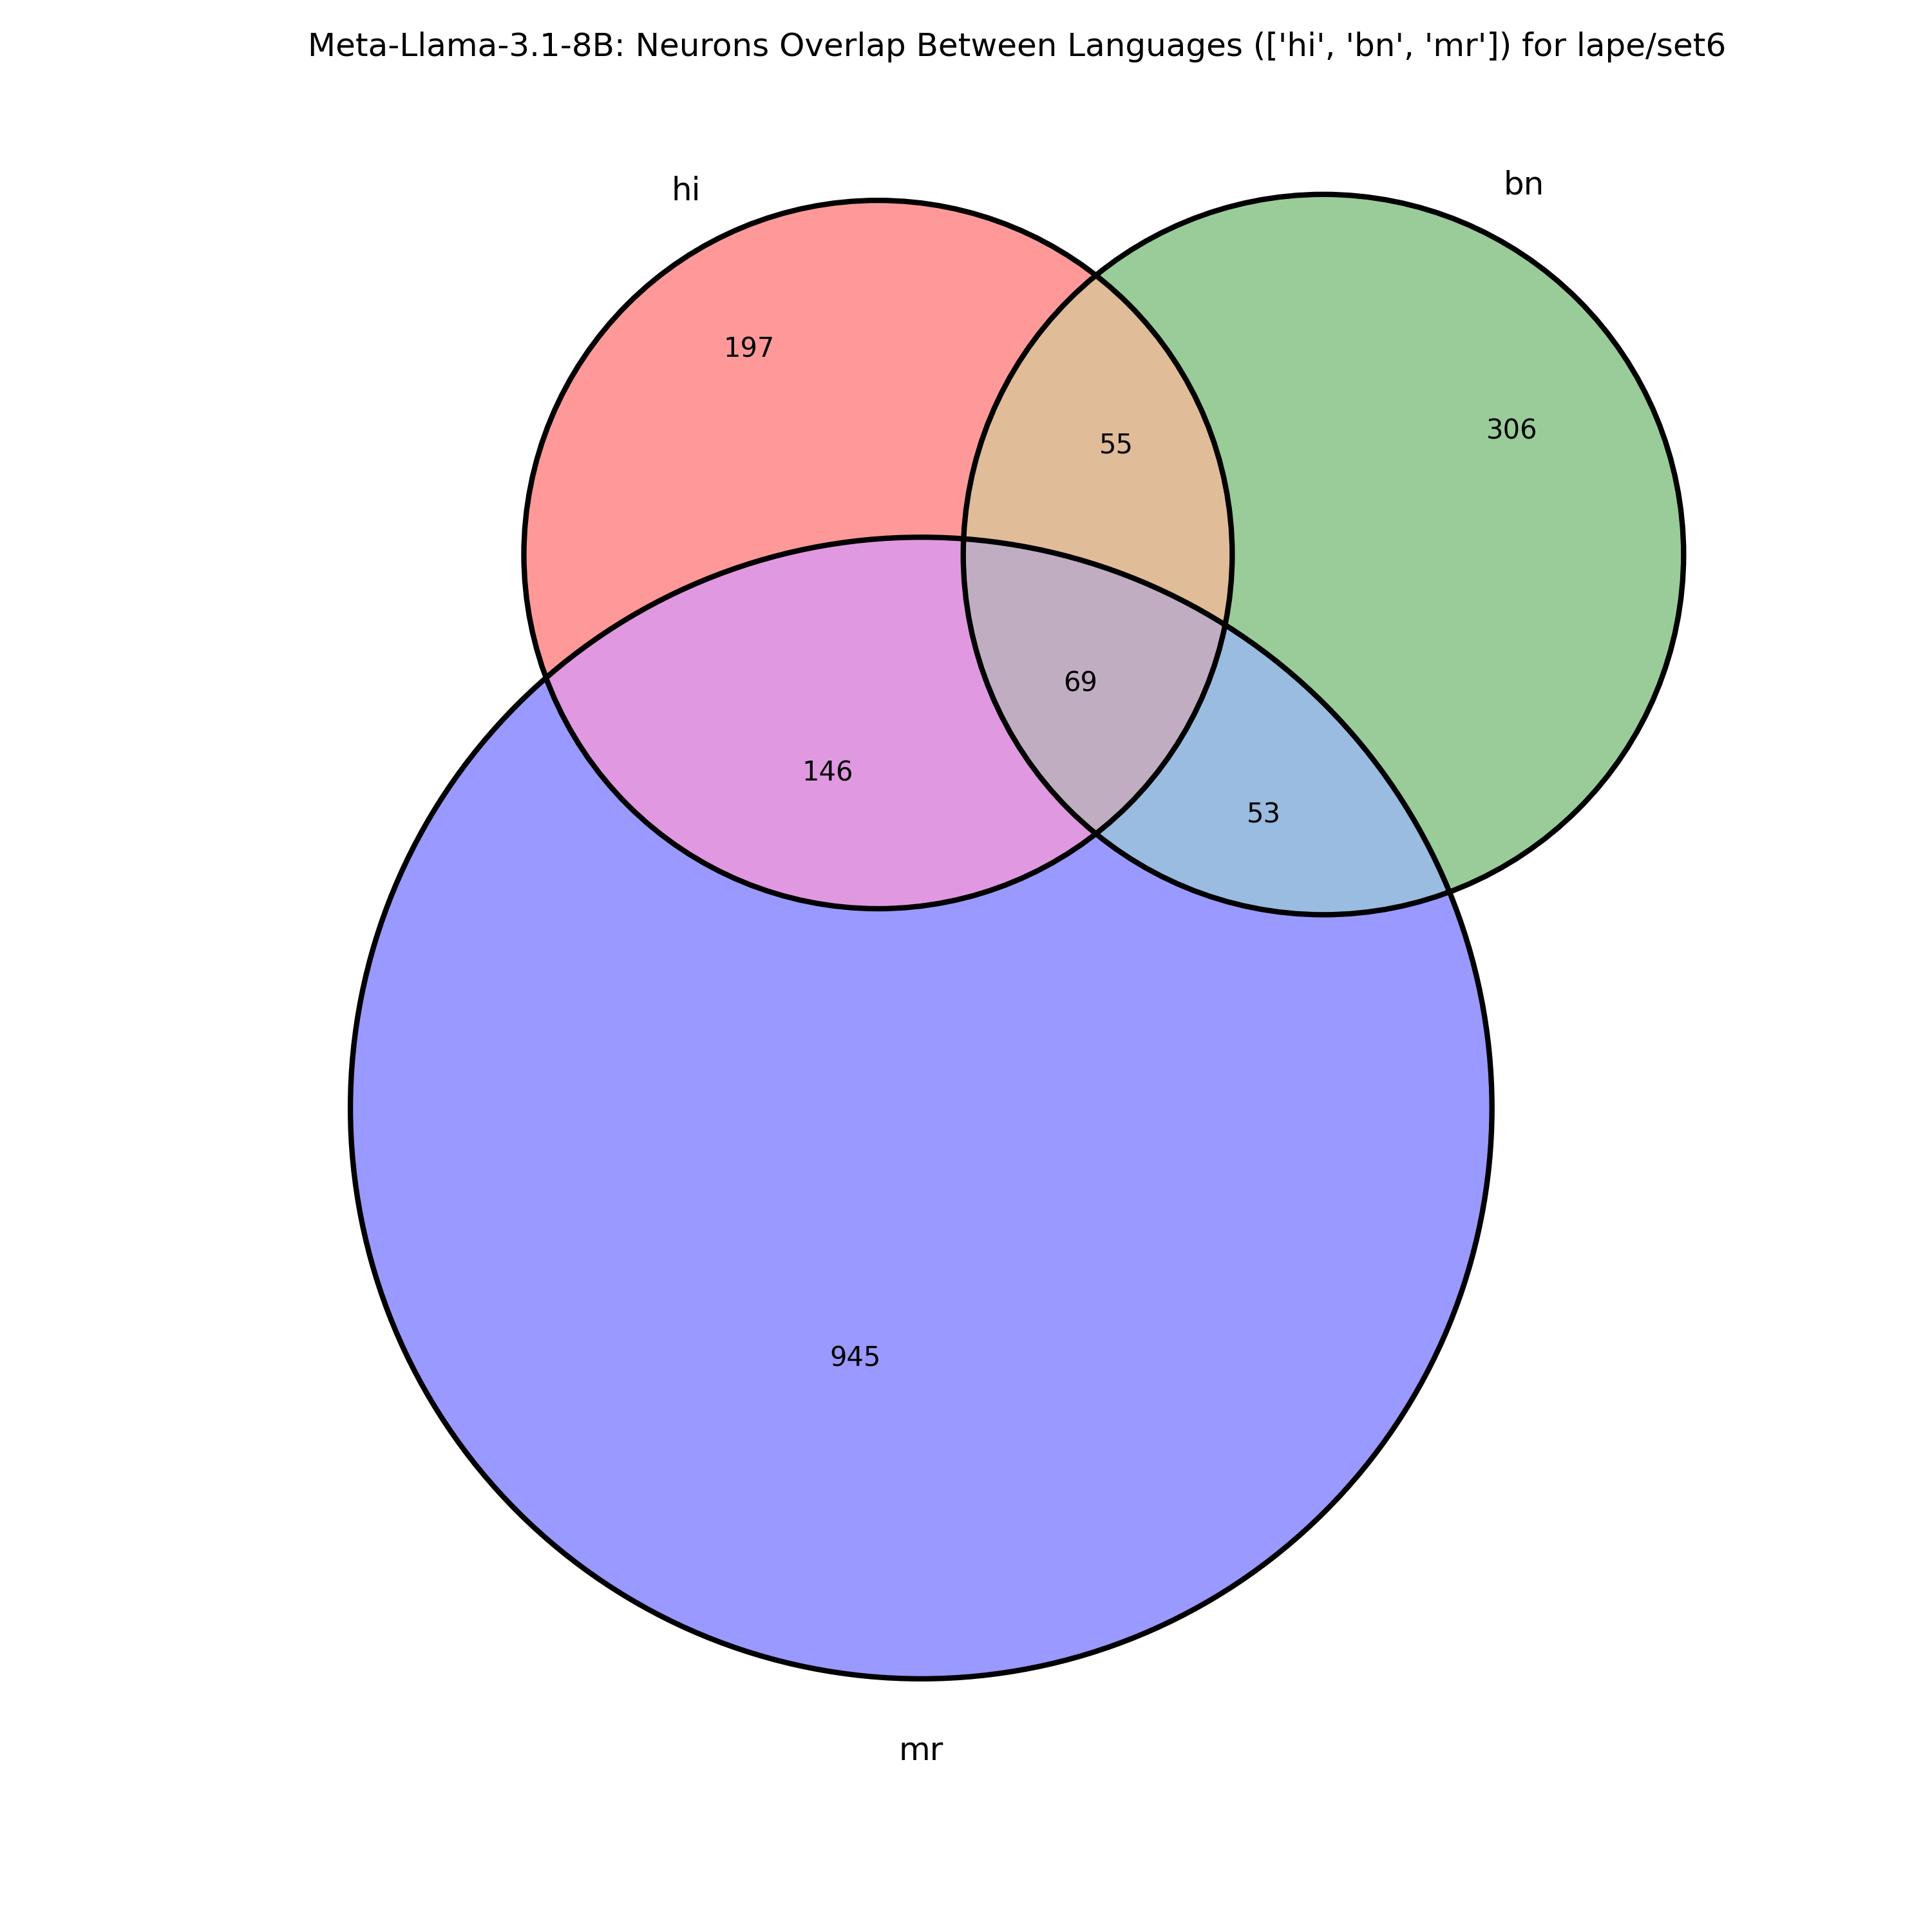 Meta-Llama-3.1-8B: Neurons Overlap Between Languages (['hi', 'bn', 'mr']) for lape/set6
hi
bn
197
306
55
69
146
53
945
mr